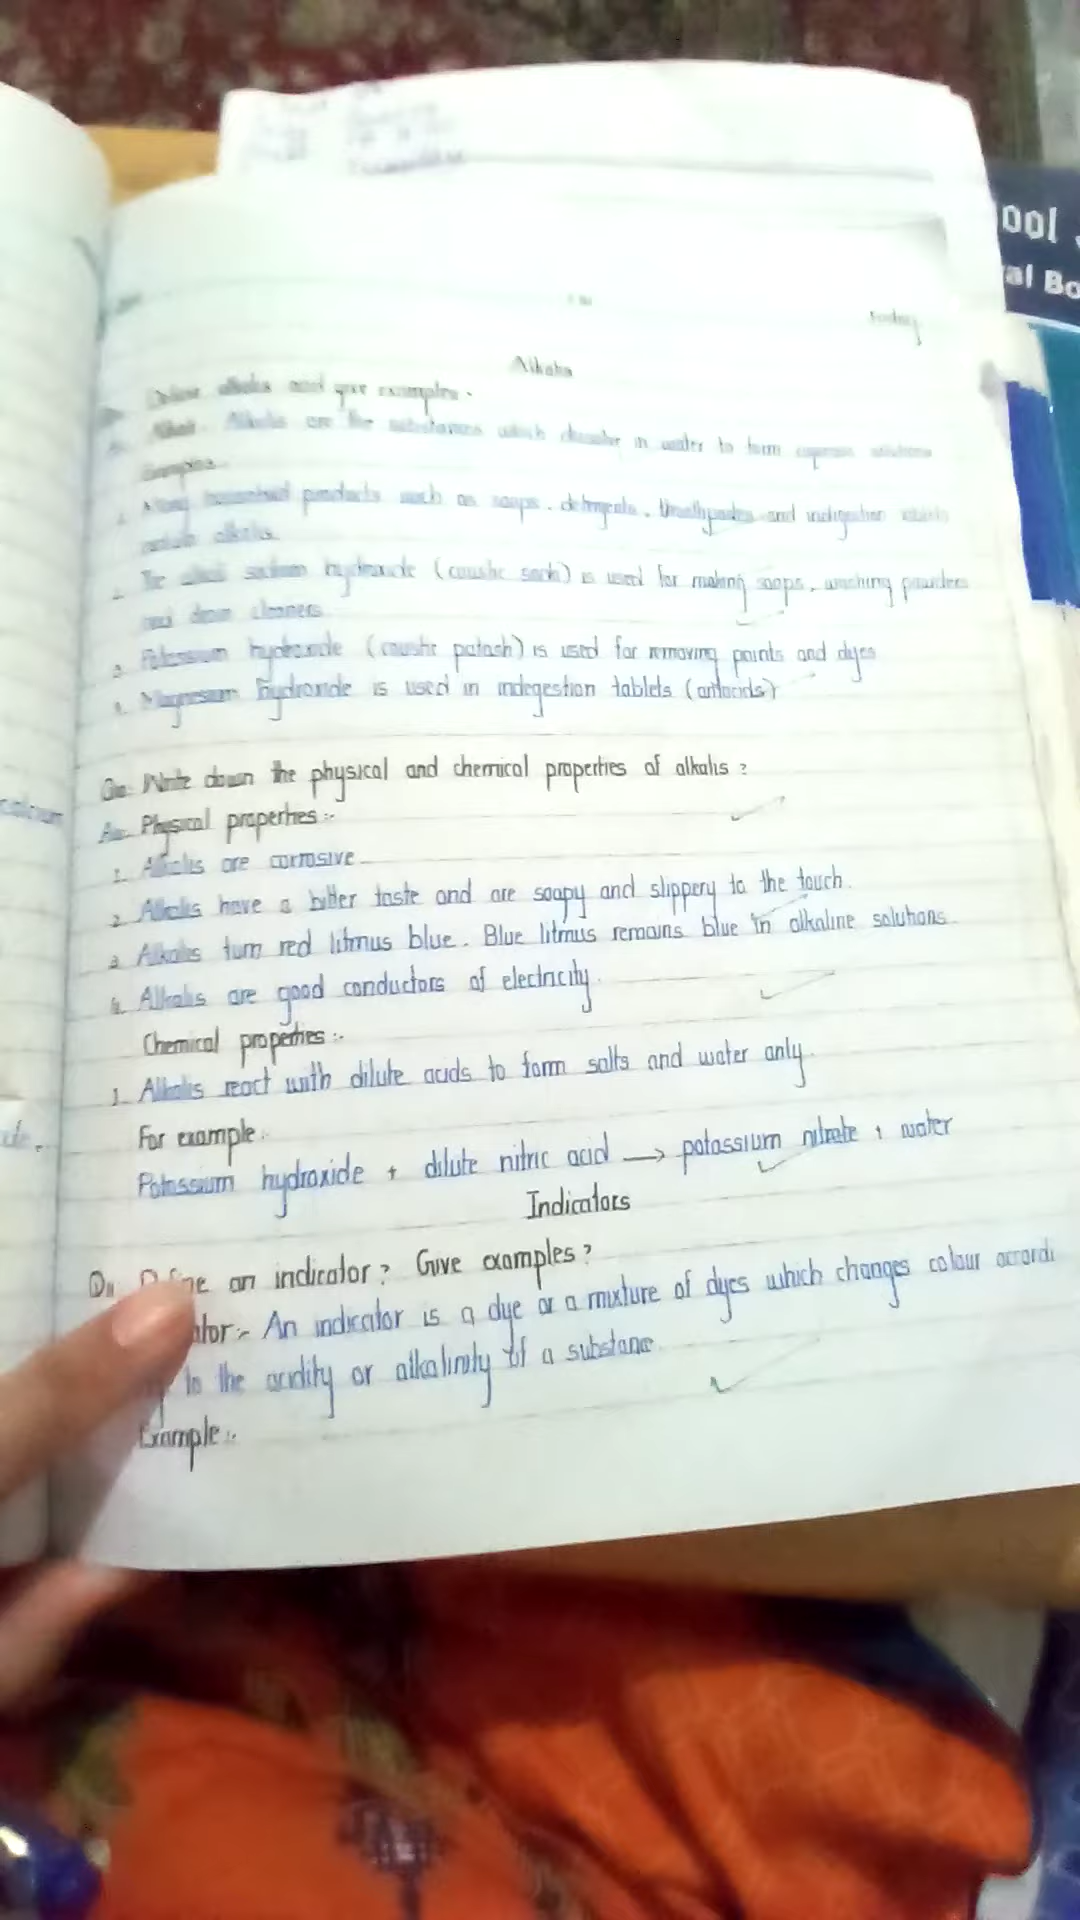 Friday
Alkalis
Define alkalis and give examples.
Alkalis are the substances which dissolve in water to form
Examples
1. Many household products such as soaps, detergents, toothpastes and indigestion
contain alkalis.
2. The alkali sodium hydroxide (caustic soda) is used for making soaps, washing powders
and drain cleaners
3. Potassium hydroxide (caustic potash) is used for removing paints and dyes
4. Magnesium hydroxide is used in indegestion tablets (antacids)
Write down the physical and chemical properties of alkalis ?
Ans. Physical properties :-
1. Alkalis are corrosive
2. Alkalis have a bitter taste and are soapy and slippery to the touch.
3. Alkalis turn red litmus blue. Blue litmus remains blue in alkaline solutions.
4. Alkalis are good conductors of electricity.
Chemical properties :-
1. Alkalis react with dilute acids to form salts and water only.
For example :-
Potassium hydroxide + dilute nitric acid → potassium nitrate + water
Indicators
an indicator? Give examples?
ator:- An indicator is a dye or a mixture of dyes which changes colour accordi
to the acidity or alkalinity of a substance.
Example :-
ool
al Bo